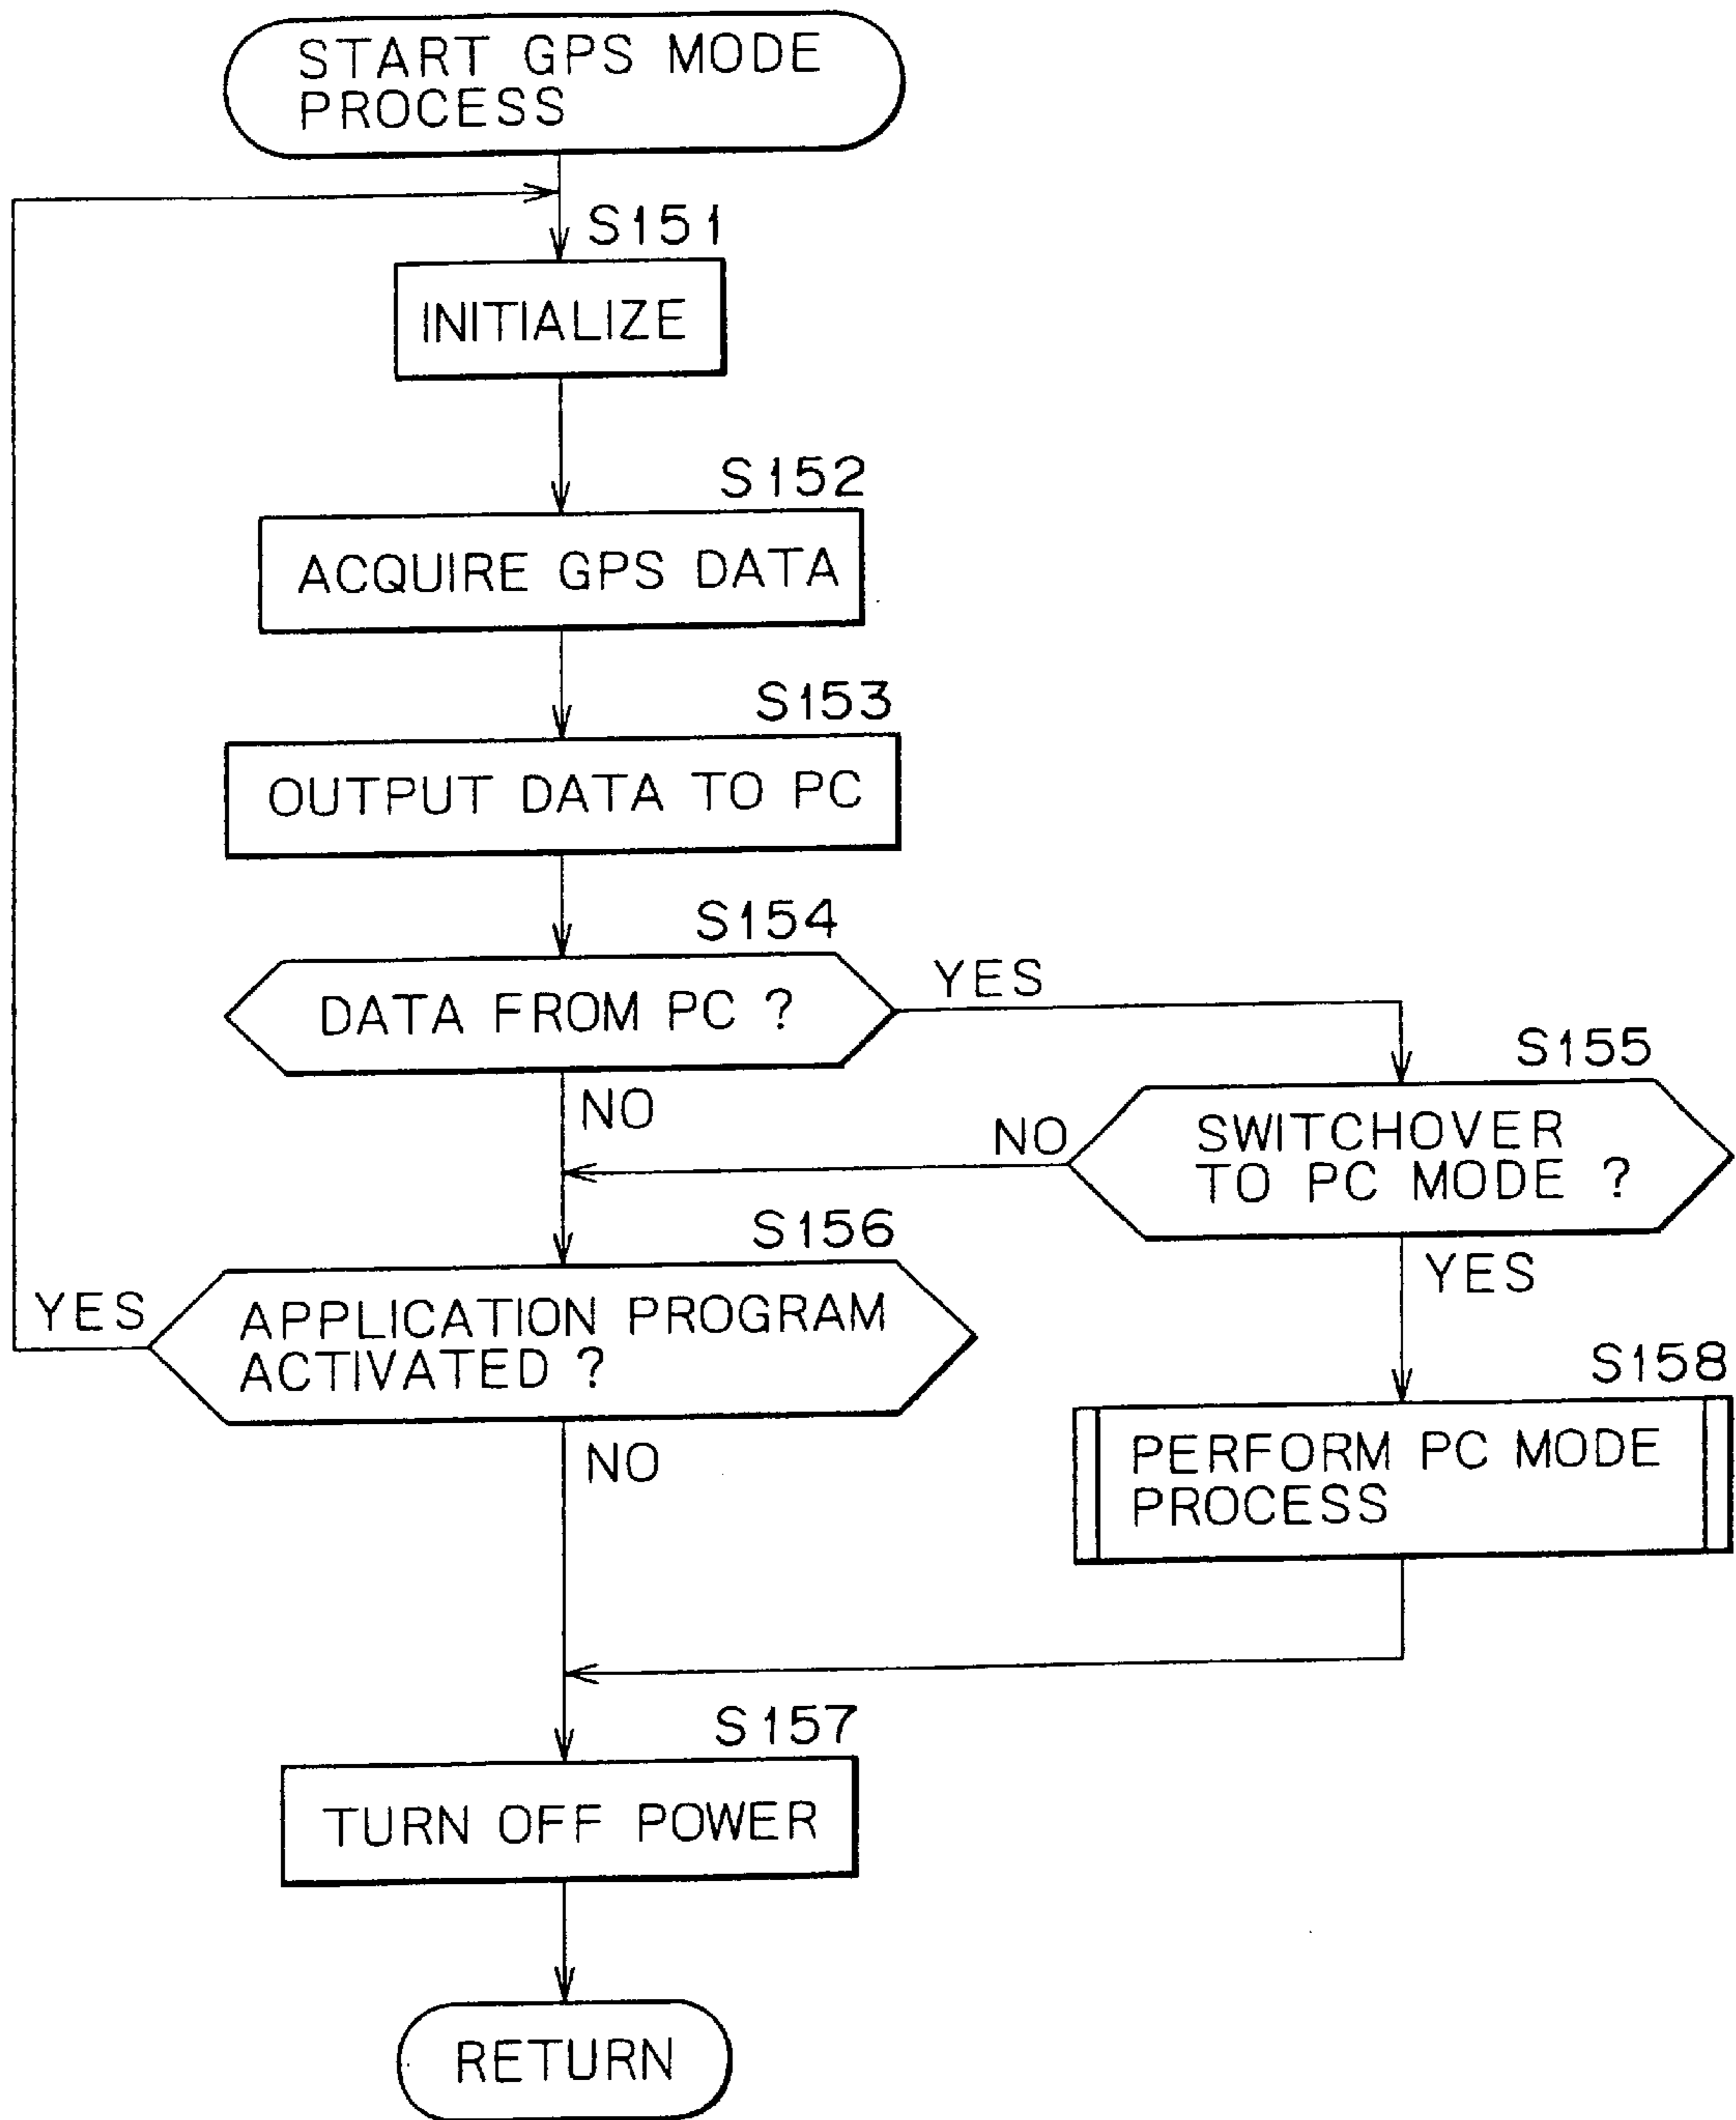 START GPS MODE
PROCESS
S151
INITIALIZE
S152
ACQUIRE GPS DATA
S153
OUTPUT DATA TO PC
S154
DATA FROM PC ?
YES
NO
S155
SWITCHOVER
TO PC MODE ?
NO
YES
S156
APPLICATION PROGRAM
ACTIVATED ?
YES
NO
S158
PERFORM PC MODE
PROCESS
S157
TURN OFF POWER
RETURN